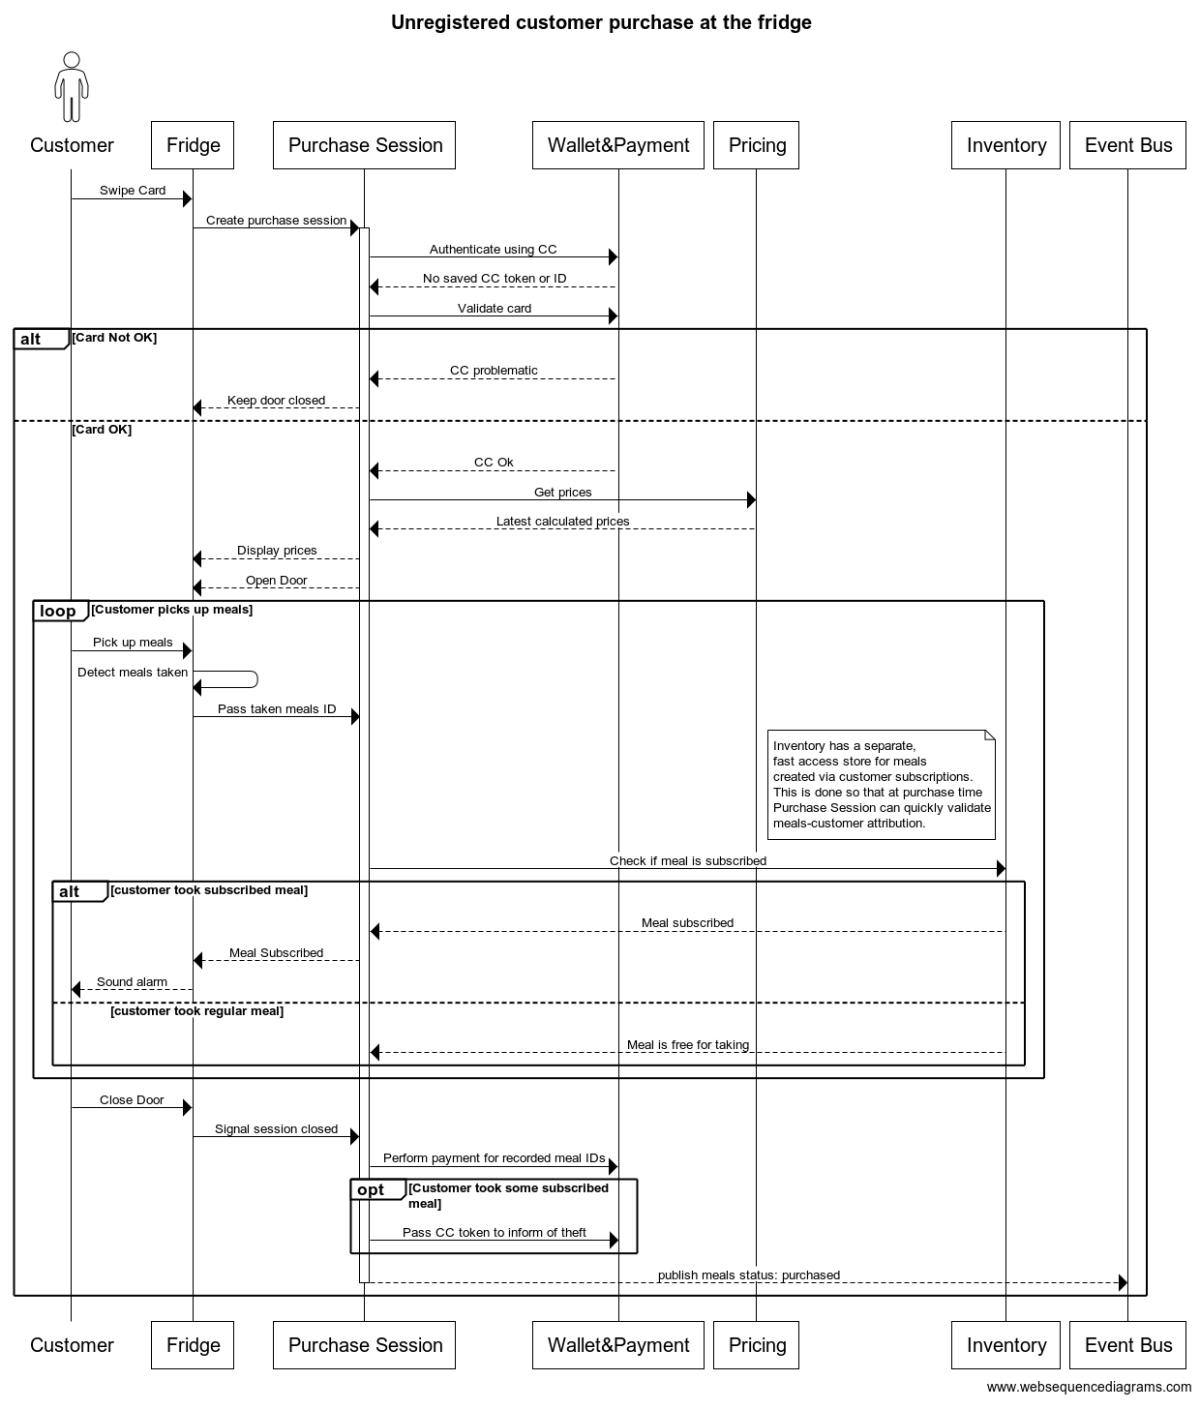 Unregistered customer purchase at the fridge
Customer
Fridge
Purchase Session
Wallet&Payment
Pricing
Inventory
Event Bus
Swipe Card
Create purchase session
Authenticate using CC
No saved CC token or ID
Validate card
alt
[Card Not OK]
CC problematic
Keep door closed
[Card OK]
CC Ok
Get prices
Latest calculated prices
Display prices
Open Door
loop
[Customer picks up meals]
Pick up meals
Detect meals taken
Pass taken meals ID
Inventory has a separate,
fast access store for meals
created via customer subscriptions.
This is done so that at purchase time
Purchase Session can quickly validate
meals-customer attribution.
Check if meal is subscribed
alt
[customer took subscribed meal]
Meal subscribed
Meal Subscribed
Sound alarm
[customer took regular meal]
Meal is free for taking
Close Door
Signal session closed
Perform payment for recorded meal IDs
opt
[Customer took some subscribed
meal]
Pass CC token to inform of theft
publish meals status: purchased
Customer
Fridge
Purchase Session
Wallet&Payment
Pricing
Inventory
Event Bus
www.websequencediagrams.com